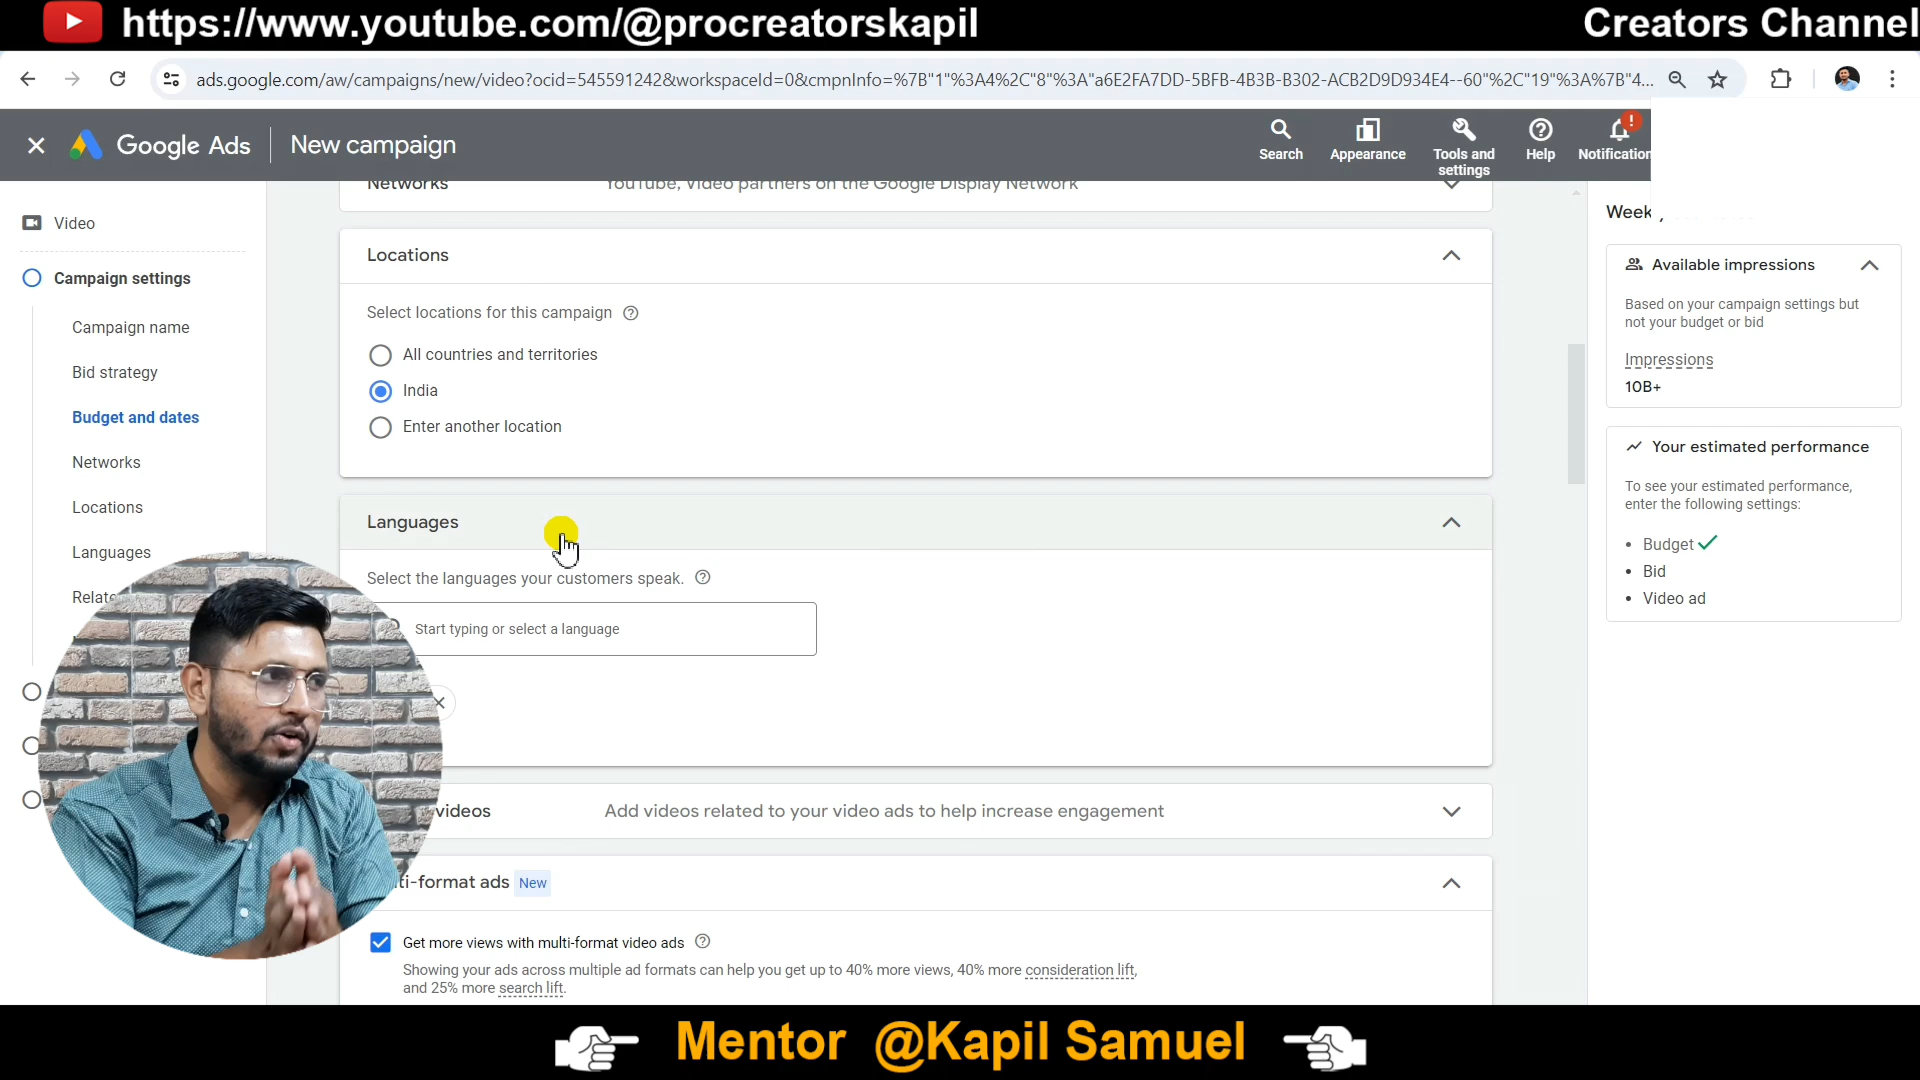 https://www.youtube.com/@procreatorskapil
Creators Channel
ads.google.com/aw/campaigns/new/video?ocid=545591242&workspaceId=0&cmpnInfo=%7B"1"%3A4%2C"8"%3A"a6E2FA7DD-5BFB-4B3B-B302-ACB2D9D934E4--60"%2C"19"%3A%7B"4...
Google Ads
New campaign
Search
Appearance
Tools and
settings
Help
Notification
Video
Campaign settings
Campaign name
Bid strategy
Budget and dates
Networks
Locations
Languages
Networks
YouTube, Video partners on the Google Display Network
Locations
Select locations for this campaign
All countries and territories
India
Enter another location
Languages
Select the languages your customers speak.
Start typing or select a language
videos
Add videos related to your video ads to help increase engagement
ti-format ads New
Get more views with multi-format video ads
Showing your ads across multiple ad formats can help you get up to 40% more views, 40% more consideration lift,
and 25% more search lift.
Week
Available impressions
Based on your campaign settings but
not your budget or bid
Impressions
10B+
Your estimated performance
To see your estimated performance,
enter the following settings:
• Budget
• Bid
• Video ad
Mentor @Kapil Samuel